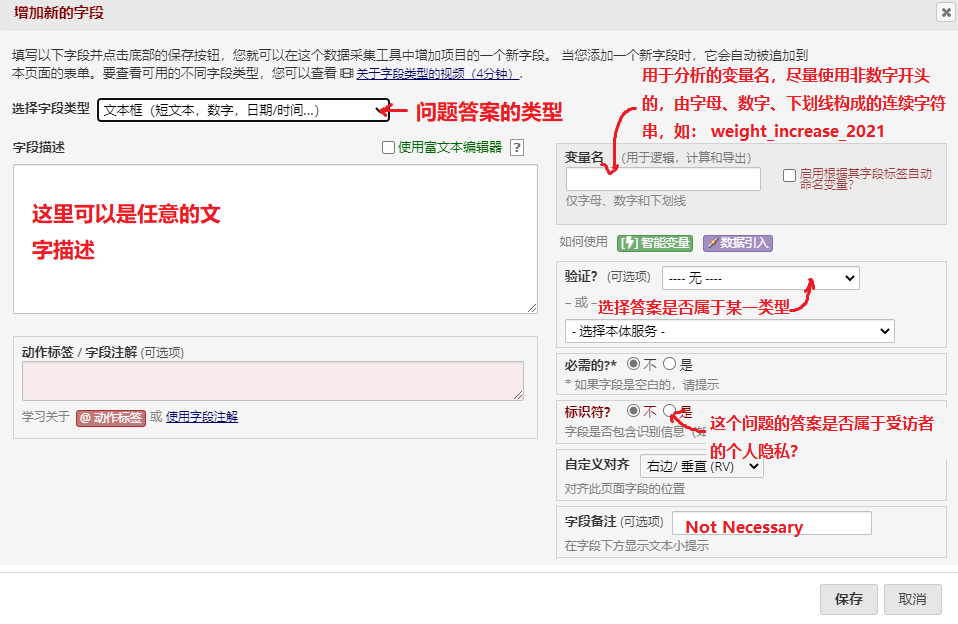 增加新的字段
填写以下字段并点击底部的保存按钮，您就可以在这个数据采集工具中增加项目的一个新字段。 当您添加一个新字段时，它会自动被追加到
本页面的表单。要查看可用的不同字段类型，您可以查看 关于字段类型的视频（4分钟）.
用于分析的变量名，尽量使用非数字开头
的，由字母、数字、下划线构成的连续字符
串，如： weight_increase_2021
选择字段类型 文本框（短文本，数字，日期/时间...）
问题答案的类型
字段描述
使用富文本编辑器 ?
这里可以是任意的文
字描述
变量名 (用于逻辑，计算和导出)
启用根据其字段标签自动
命名变量?
仅字母、数字和下划线
如何使用 [⚡] 智能变量 数据引入
验证? (可选项) ---- 无 ----
– 或 –
选择答案是否属于某一类型
- 选择本体服务 -
动作标签 / 字段注解 (可选项)
学习关于 @ 动作标签 或 使用字段注解
必需的?* 不 是
* 如果字段是空白的，请提示
标识符? 不 是
字段是否包含识别信息
这个问题的答案是否属于受访者
的个人隐私?
自定义对齐 右边/ 垂直 (RV)
对齐此页面字段的位置
字段备注 (可选项) Not Necessary
在字段下方显示文本小提示
保存 取消